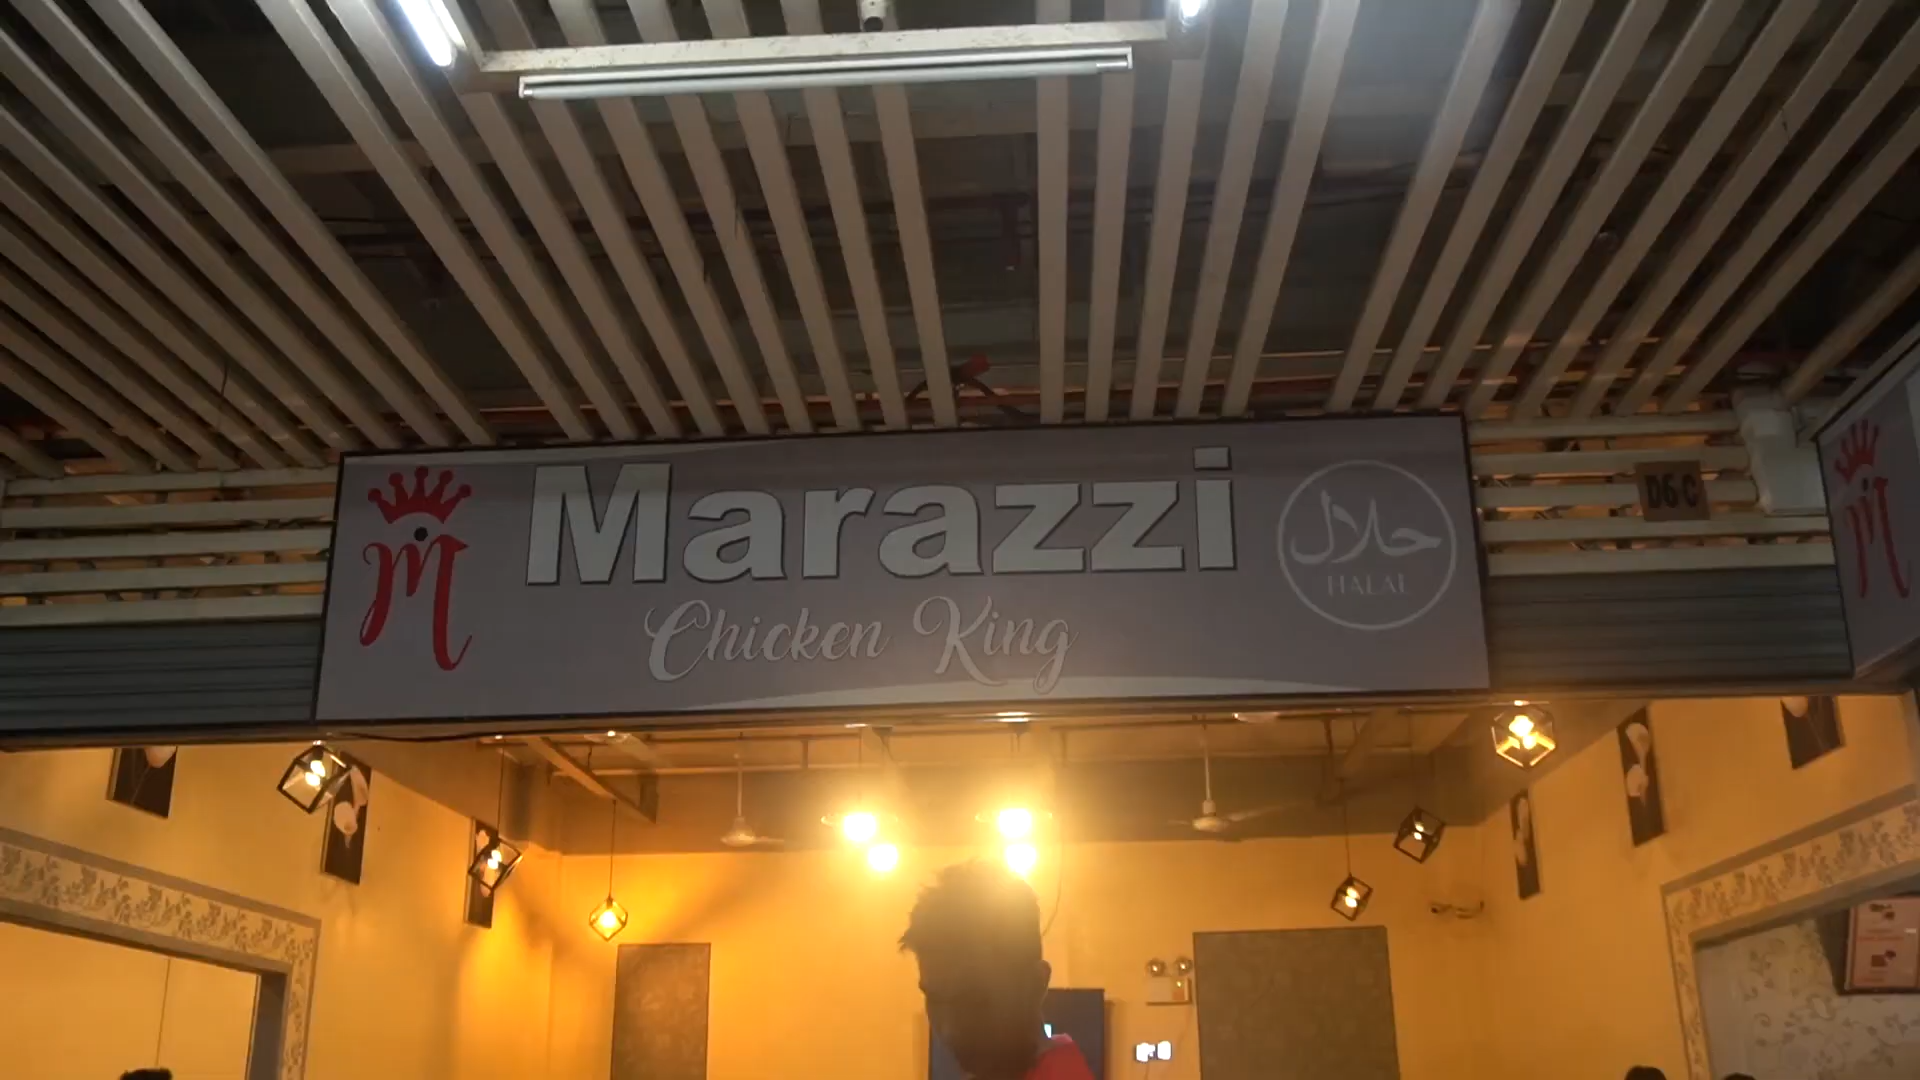 M
Marazzi
Chicken King
حلال
HALAL
D6 C
M